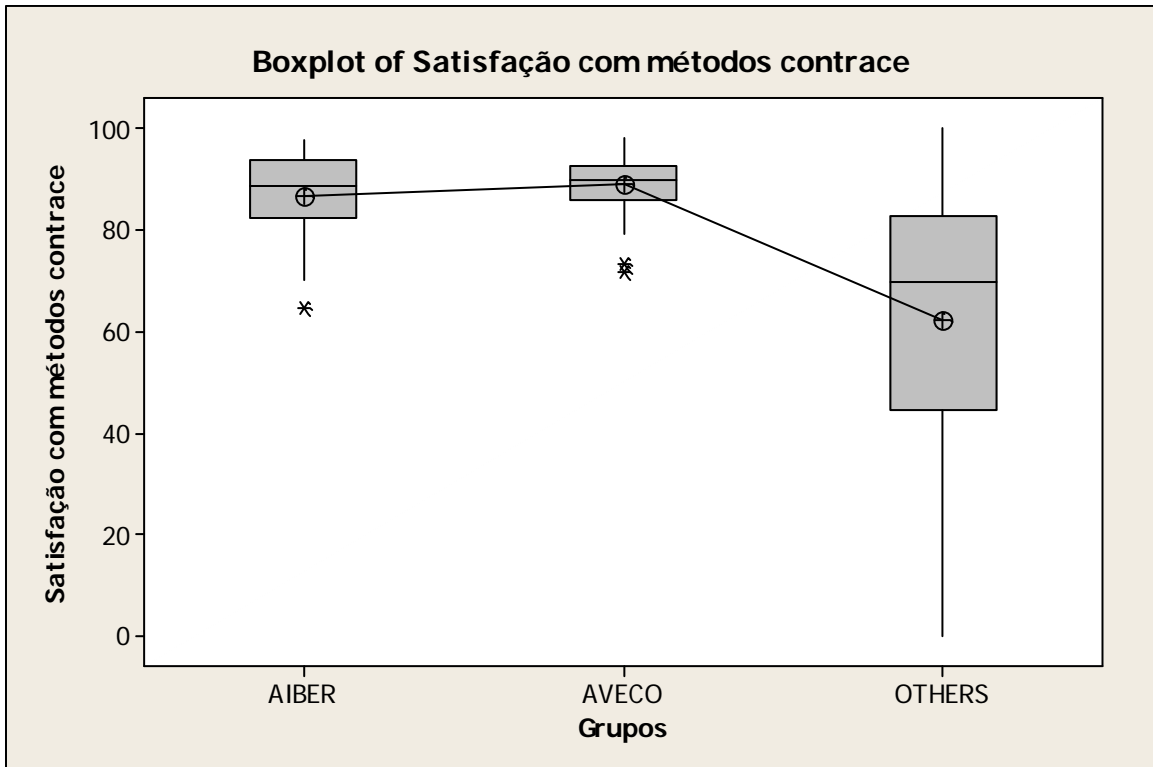 Boxplot of Satisfação com métodos contrace
Satisfação com métodos contrace
100
80
60
40
20
0
AIBER AVECO OTHERS
Grupos